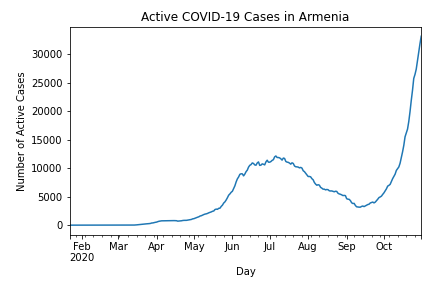 Active COVID-19 Cases in Armenia
Number of Active Cases
30000
25000
20000
15000
10000
5000
0
Feb Mar Apr May Jun Jul Aug Sep Oct
2020
Day